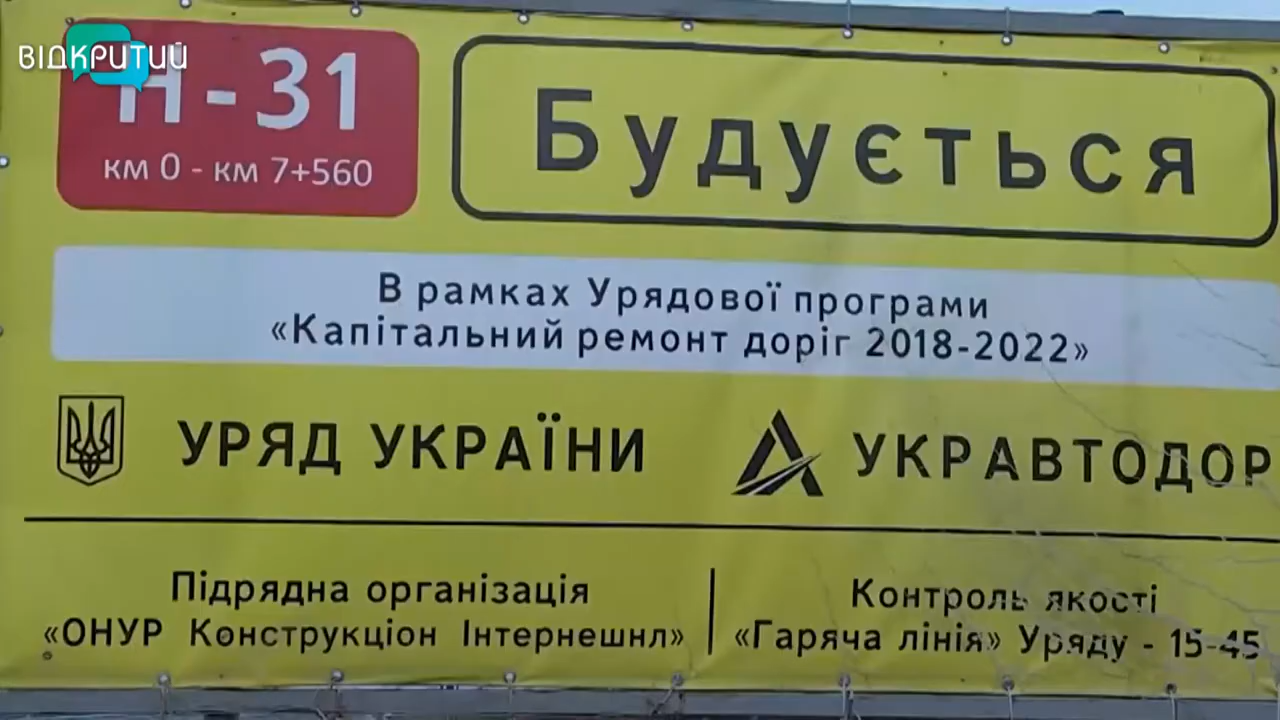 ВІДКРИТИЙ
Н-31
км 0 - км 7+560
Будується
В рамках Урядової програми
«Капітальний ремонт доріг 2018-2022»
УРЯД УКРАЇНИ
УКРАВТОДОР
Підрядна організація
«ОНУР Конструкціон Інтернешнл»
Контроль якості
«Гаряча лінія» Уряду - 15-45